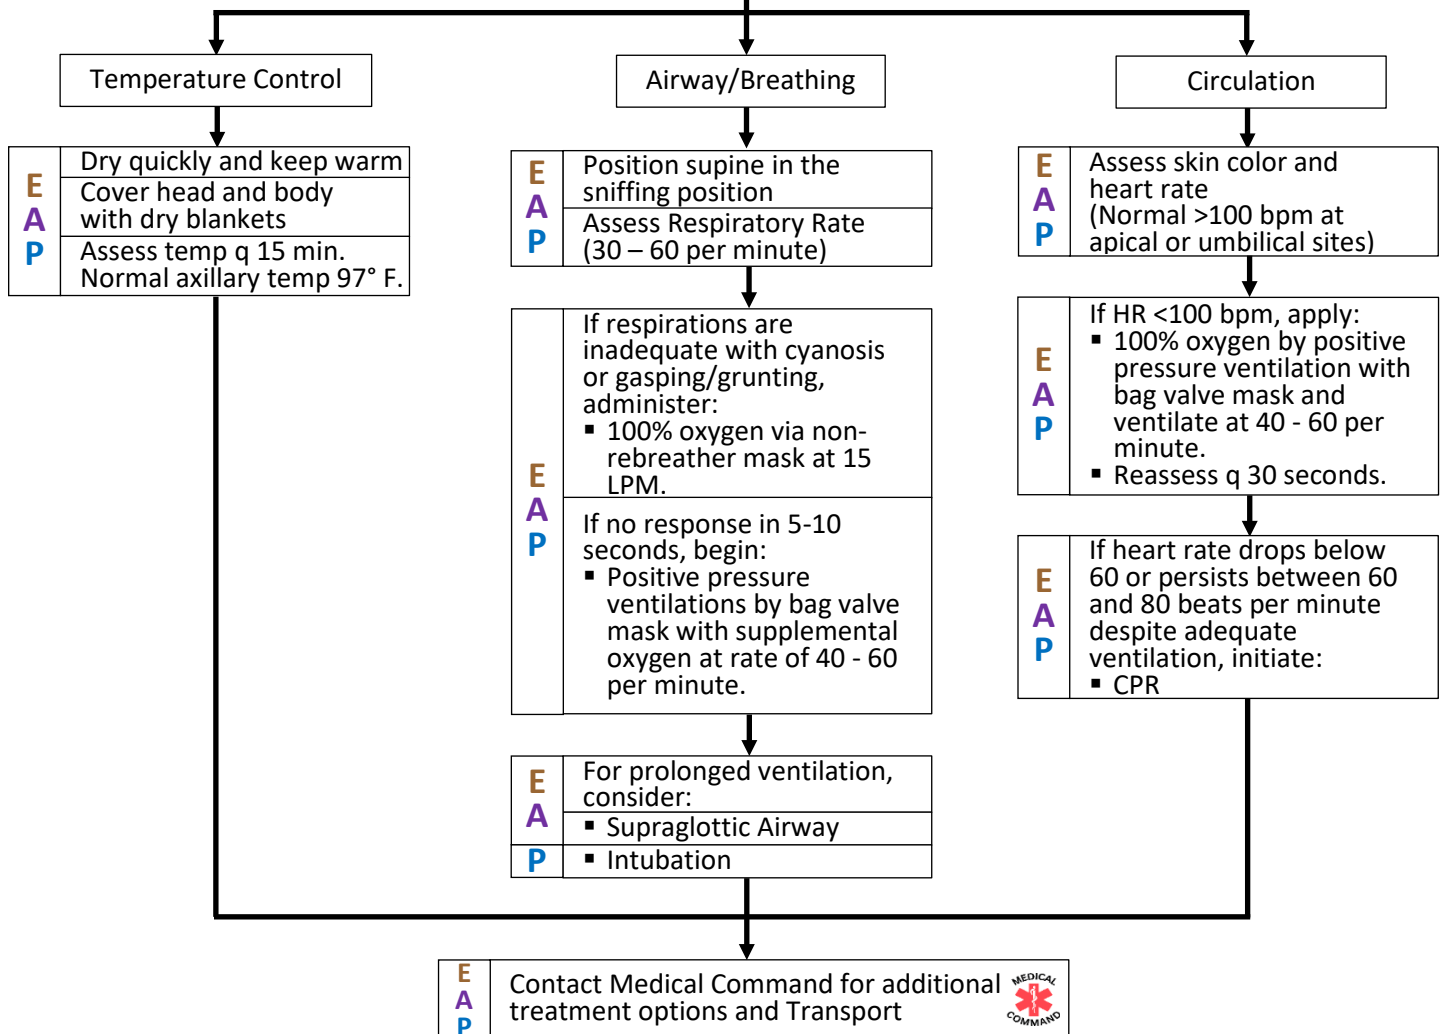 Temperature Control
E
A
P
Dry quickly and keep warm
Cover head and body
with dry blankets
Assess temp q 15 min.
Normal axillary temp 97° F.
Airway/Breathing
E
A
P
Position supine in the
sniffing position
Assess Respiratory Rate
(30 – 60 per minute)
E
A
P
If respirations are
inadequate with cyanosis
or gasping/grunting,
administer:
▪ 100% oxygen via non-
rebreather mask at 15
LPM.
If no response in 5-10
seconds, begin:
▪ Positive pressure
ventilations by bag valve
mask with supplemental
oxygen at rate of 40 - 60
per minute.
E
A
For prolonged ventilation,
consider:
▪ Supraglottic Airway
P
▪ Intubation
Circulation
E
A
P
Assess skin color and
heart rate
(Normal >100 bpm at
apical or umbilical sites)
E
A
P
If HR <100 bpm, apply:
▪ 100% oxygen by positive
pressure ventilation with
bag valve mask and
ventilate at 40 - 60 per
minute.
▪ Reassess q 30 seconds.
E
A
P
If heart rate drops below
60 or persists between 60
and 80 beats per minute
despite adequate
ventilation, initiate:
▪ CPR
E
A
P
Contact Medical Command for additional
treatment options and Transport
MEDICAL
COMMAND